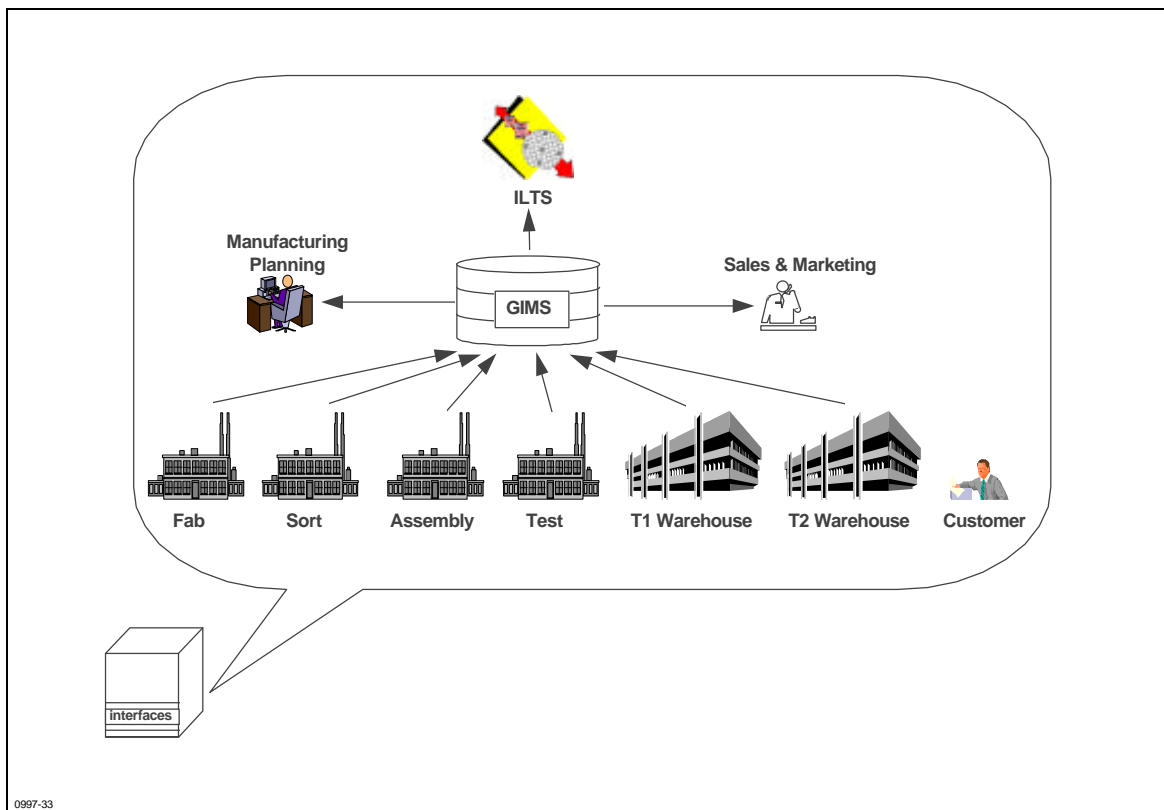 ILTS
Manufacturing
Planning
Sales & Marketing
GIMS
Fab
Sort
Assembly
Test
T1 Warehouse
T2 Warehouse
Customer
interfaces
0997-33